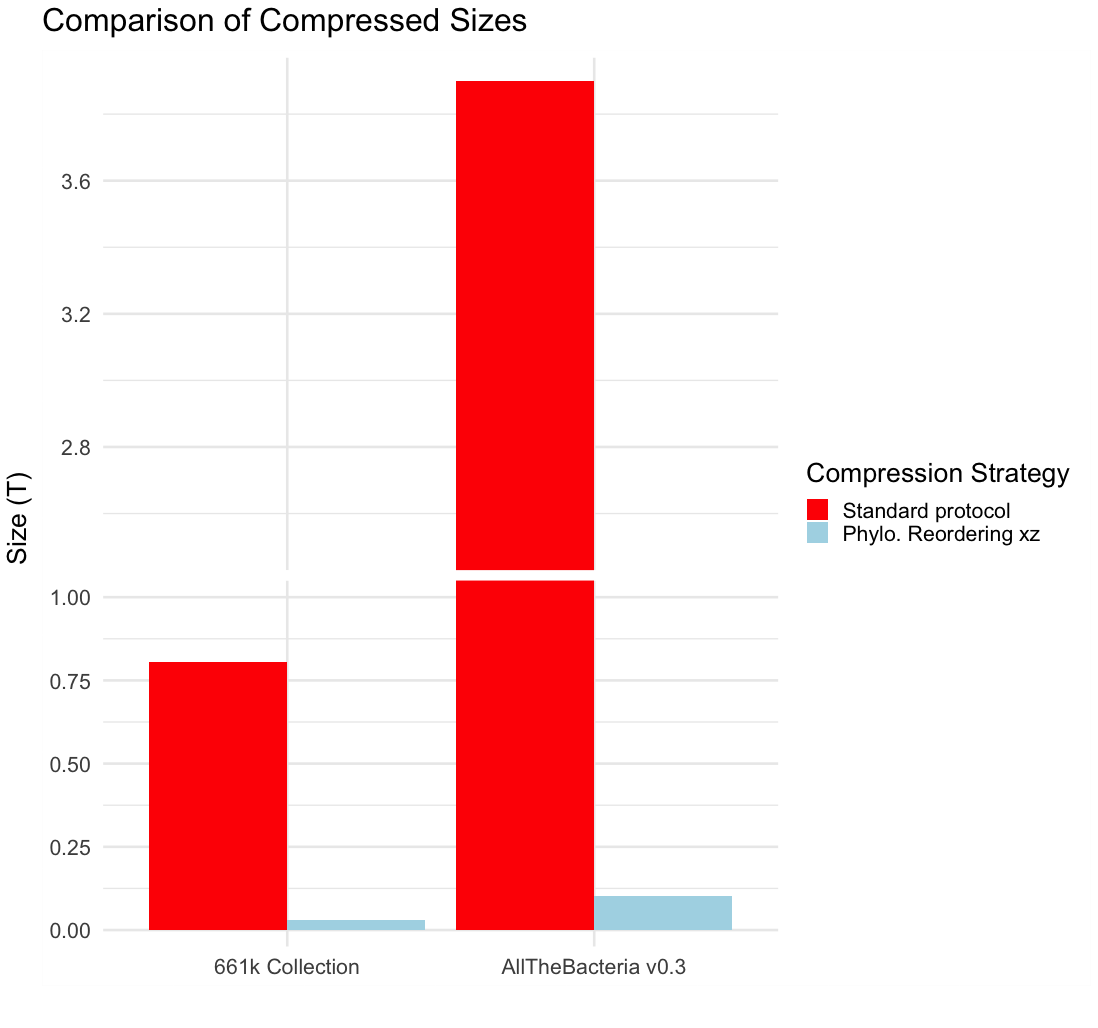 Comparison of Compressed Sizes
3.6
3.2
2.8
Size (T)
1.00
0.75
0.50
0.25
0.00
661k Collection
AllTheBacteria v0.3
Compression Strategy
Standard protocol
Phylo. Reordering xz